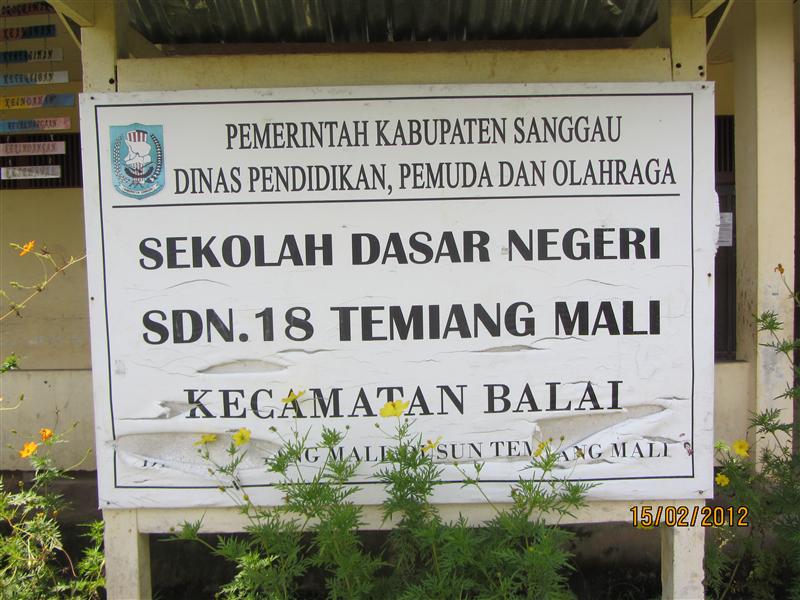 PEMERINTAH KABUPATEN SANGGAU
DINAS PENDIDIKAN, PEMUDA DAN OLAHRAGA
SEKOLAH DASAR NEGERI
SDN.18 TEMIANG MALI
KECAMATAN BALAI
MALI SUN TEMIANG MALI
15/02/2012